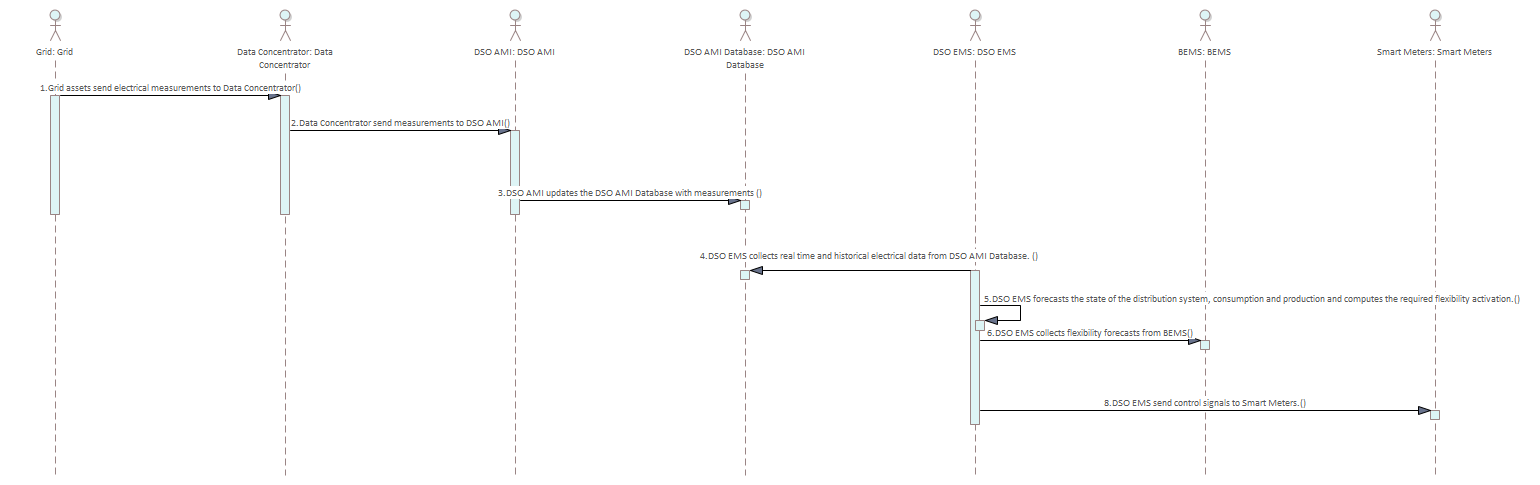 Grid: Grid
Data Concentrator: Data
Concentrator
DSO AMI: DSO AMI
DSO AMI Database: DSO AMI
Database
DSO EMS: DSO EMS
BEMS: BEMS
Smart Meters: Smart Meters
1.Grid assets send electrical measurements to Data Concentrator()
2.Data Concentrator send measurements to DSO AMI()
3.DSO AMI updates the DSO AMI Database with measurements ()
4.DSO EMS collects real time and historical electrical data from DSO AMI Database. ()
5.DSO EMS forecasts the state of the distribution system, consumption and production and computes the required flexibility activation.()
6.DSO EMS collects flexibility forecasts from BEMS()
8.DSO EMS send control signals to Smart Meters.()